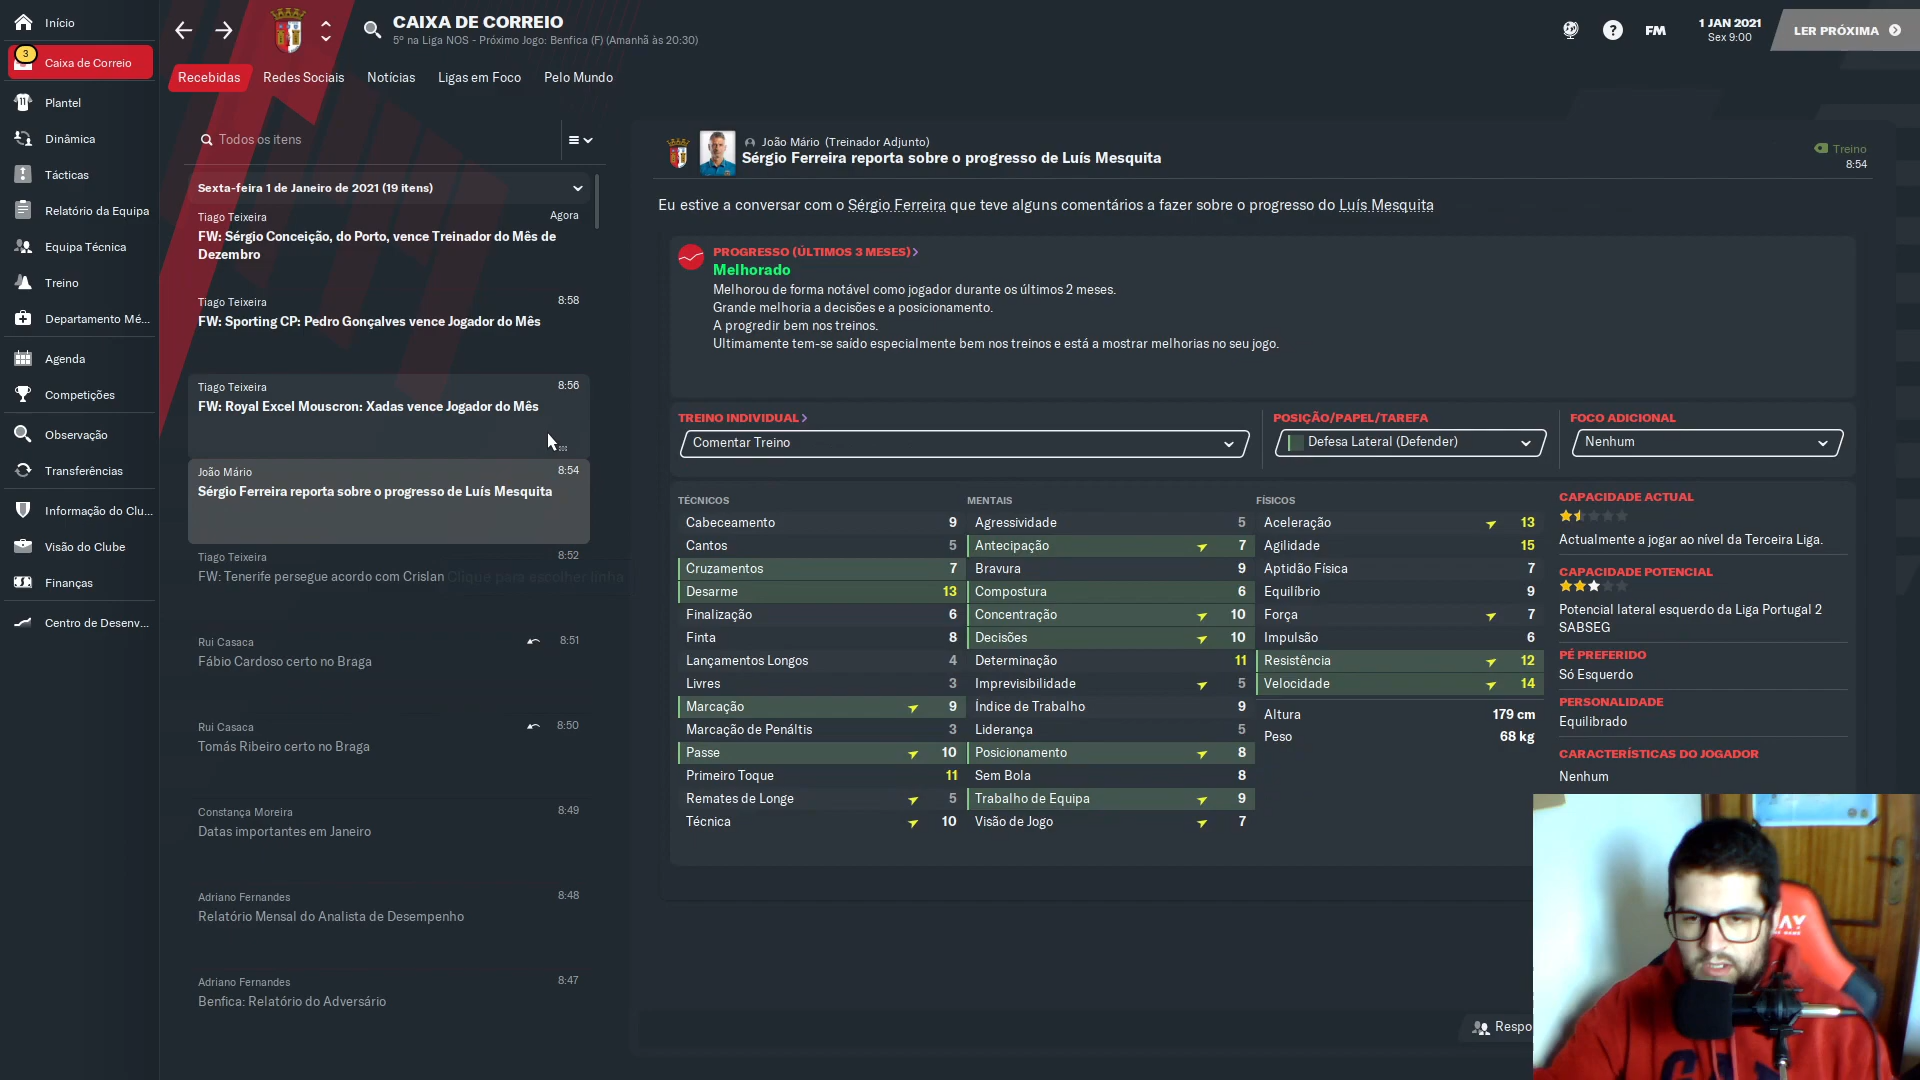 Início
3
Caixa de Correio
Plantel
Dinâmica
Tácticas
Relatório da Equipa
Equipa Técnica
Treino
Departamento Mé...
Agenda
Competições
Observação
Transferências
Informação do Clu...
Visão do Clube
Finanças
Centro de Desenv...
CAIXA DE CORREIO
5º na Liga NOS - Próximo Jogo: Benfica (F) (Amanhã às 20:30)
FM
1 JAN 2021
Sex 9:00
LER PRÓXIMA
Recebidas
Redes Sociais
Notícias
Ligas em Foco
Pelo Mundo
Todos os itens
Sexta-feira 1 de Janeiro de 2021 (19 itens)
Tiago Teixeira
Agora
FW: Sérgio Conceição, do Porto, vence Treinador do Mês de
Dezembro
Tiago Teixeira
8:58
FW: Sporting CP: Pedro Gonçalves vence Jogador do Mês
Tiago Teixeira
8:56
FW: Royal Excel Mouscron: Xadas vence Jogador do Mês
João Mário
8:54
Sérgio Ferreira reporta sobre o progresso de Luís Mesquita
Tiago Teixeira
8:52
FW: Tenerife persegue acordo com Crislan
Clique para escolher linha
Rui Casaca
8:51
Fábio Cardoso certo no Braga
Rui Casaca
8:50
Tomás Ribeiro certo no Braga
Constança Moreira
8:49
Datas importantes em Janeiro
Adriano Fernandes
8:48
Relatório Mensal do Analista de Desempenho
Adriano Fernandes
8:47
Benfica: Relatório do Adversário
João Mário (Treinador Adjunto)
Sérgio Ferreira reporta sobre o progresso de Luís Mesquita
Treino
8:54
Eu estive a conversar com o Sérgio Ferreira que teve alguns comentários a fazer sobre o progresso do Luís Mesquita
PROGRESSO (ÚLTIMOS 3 MESES)
Melhorado
Melhorou de forma notável como jogador durante os últimos 2 meses.
Grande melhoria a decisões e a posicionamento.
A progredir bem nos treinos.
Ultimamente tem-se saído especialmente bem nos treinos e está a mostrar melhorias no seu jogo.
TREINO INDIVIDUAL
Comentar Treino
POSIÇÃO/PAPEL/TAREFA
Defesa Lateral (Defender)
FOCO ADICIONAL
Nenhum
TÉCNICOS
Cabeceamento 9
Cantos 5
Cruzamentos 7
Desarme 13
Finalização 6
Finta 8
Lançamentos Longos 4
Livres 3
Marcação 9
Marcação de Penáltis 3
Passe 10
Primeiro Toque 11
Remates de Longe 5
Técnica 10
MENTAIS
Agressividade 5
Antecipação 7
Bravura 9
Compostura 6
Concentração 10
Decisões 10
Determinação 11
Imprevisibilidade 5
Índice de Trabalho 9
Liderança 5
Posicionamento 8
Sem Bola 8
Trabalho de Equipa 9
Visão de Jogo 7
FÍSICOS
Aceleração 13
Agilidade 15
Aptidão Física 7
Equilíbrio 9
Força 7
Impulsão 6
Resistência 12
Velocidade 14
Altura 179 cm
Peso 68 kg
CAPACIDADE ACTUAL
Actualmente a jogar ao nível da Terceira Liga.
CAPACIDADE POTENCIAL
Potencial lateral esquerdo da Liga Portugal 2
SABSEG
PÉ PREFERIDO
Só Esquerdo
PERSONALIDADE
Equilibrado
CARACTERÍSTICAS DO JOGADOR
Nenhum
Respo